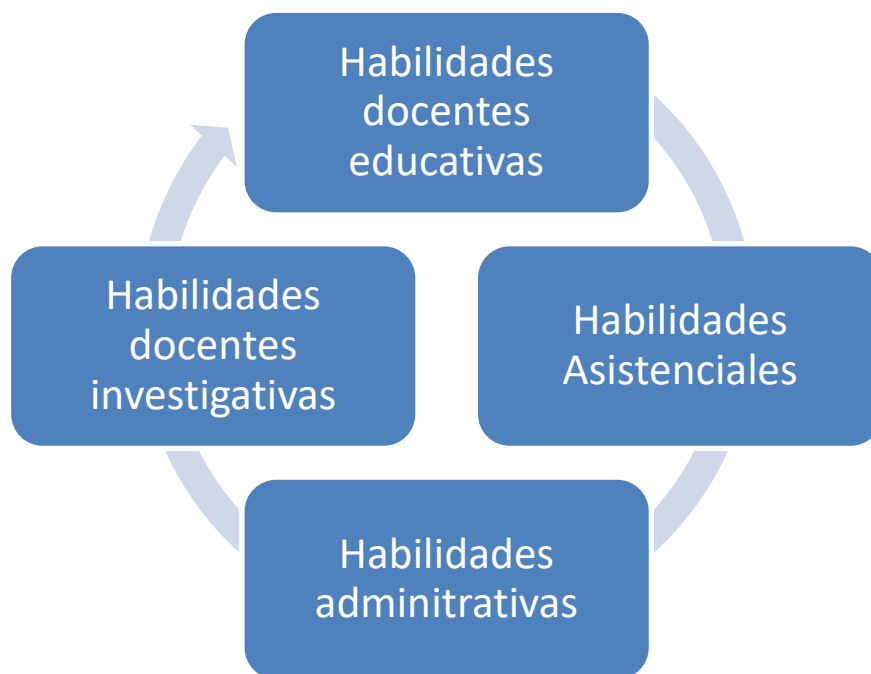 Habilidades
docentes
educativas
Habilidades
docentes
investigativas
Habilidades
Asistenciales
Habilidades
adminitrativas